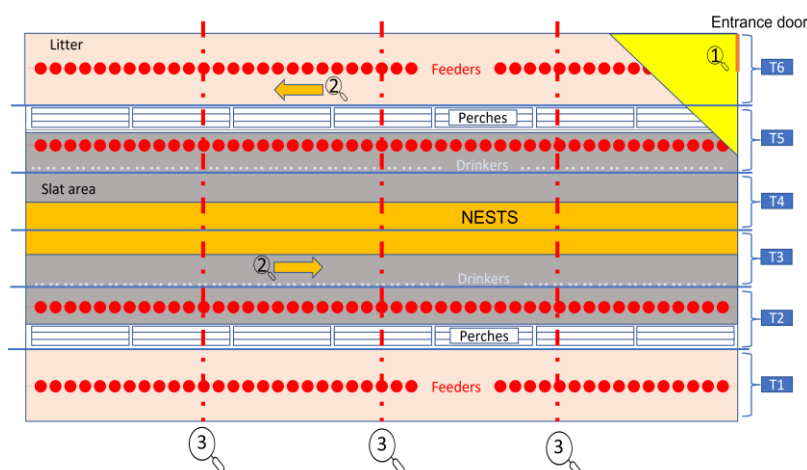 Entrance door
Litter
1
T6
Feeders
2
Perches
T5
Drinkers
Slat area
T4
NESTS
2
T3
Drinkers
T2
Perches
Feeders
T1
3
3
3